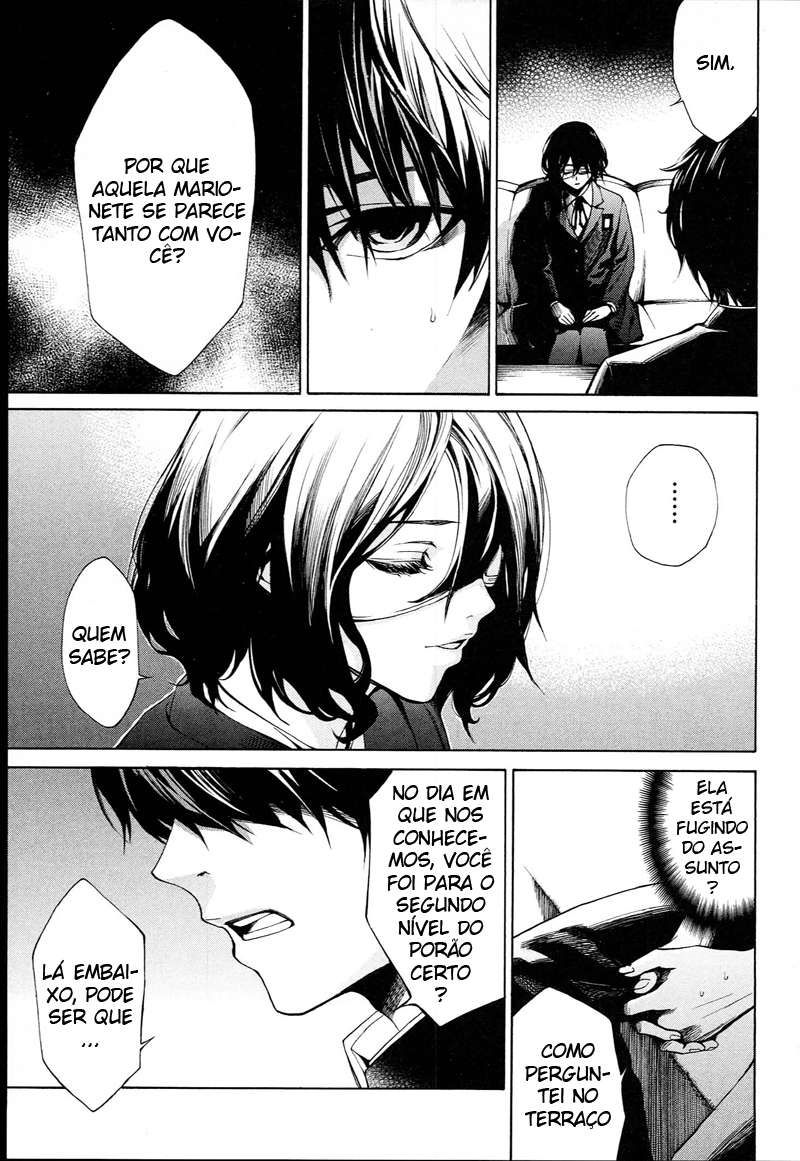 SIM.
POR QUE
AQUELA MARIO-
NETE SE PARECE
TANTO COM VO-
CÊ?
......
QUEM
SABE?
ELA
ESTÁ
FUGINDO
DO AS-
SUNTO
?
COMO
PERGUN-
TEI NO
TERRAÇO
NO DIA EM
QUE NOS
CONHECE-
MOS, VOCÊ
FOI PARA O
SEGUNDO
NÍVEL DO
PORÃO
CERTO
?
LÁ EMBAI-
XO, PODE
SER QUE
...